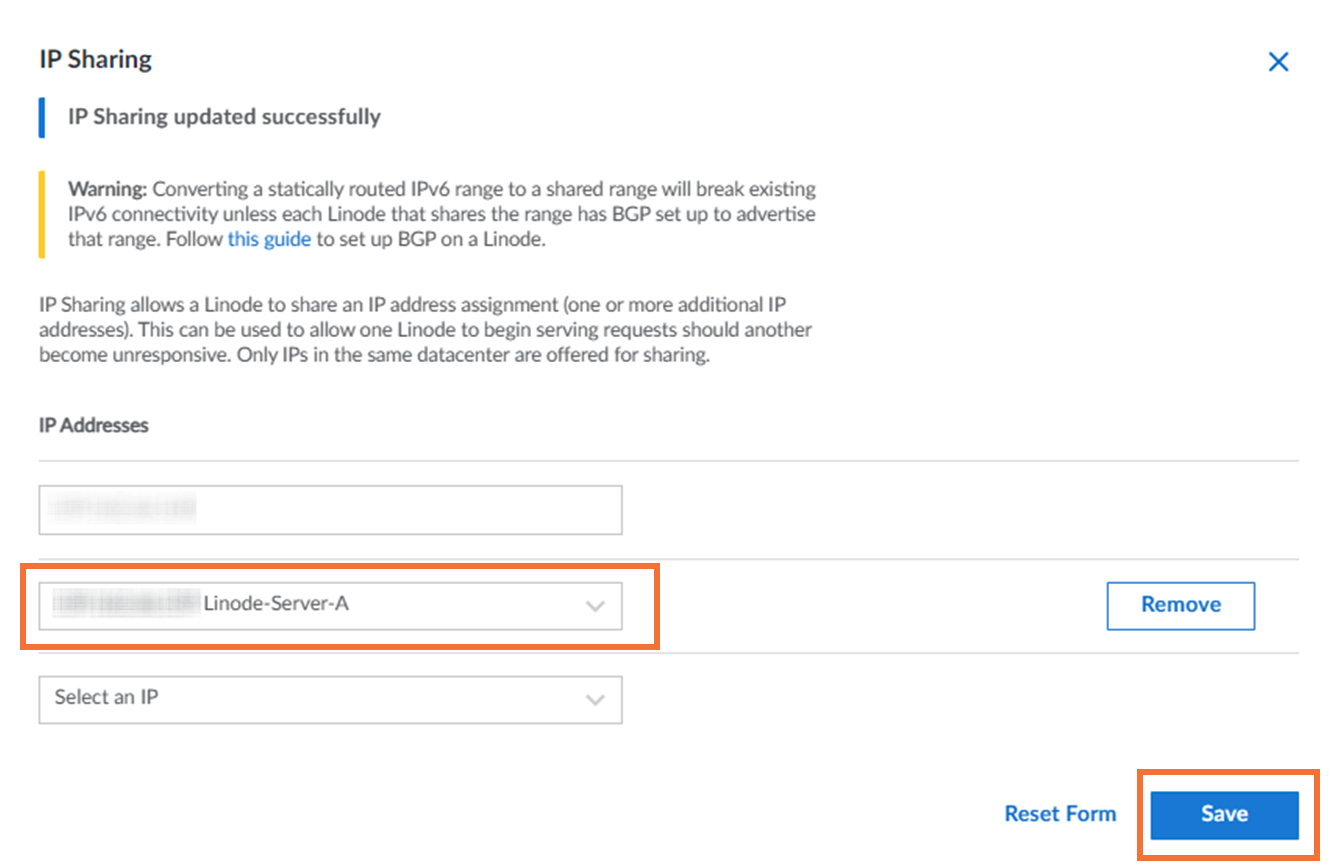 IP Sharing
IP Sharing updated successfully
Warning: Converting a statically routed IPv6 range to a shared range will break existing
IPv6 connectivity unless each Linode that shares the range has BGP set up to advertise
that range. Follow this guide to set up BGP on a Linode.
IP Sharing allows a Linode to share an IP address assignment (one or more additional IP
addresses). This can be used to allow one Linode to begin serving requests should another
become unresponsive. Only IPs in the same datacenter are offered for sharing.
IP Addresses
Linode-Server-A
Remove
Select an IP
Reset Form
Save